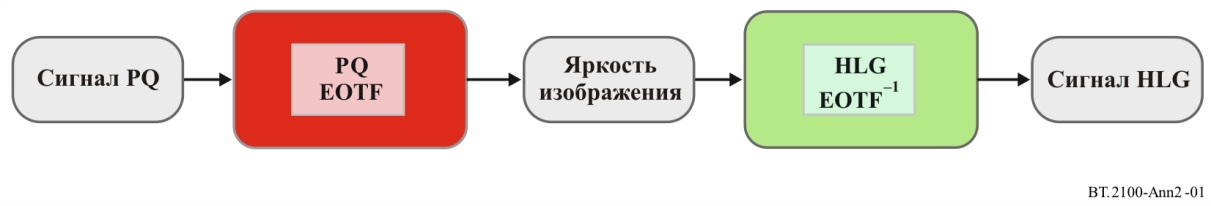 Сигнал PQ
PQ
EOTF
Яркость
изображения
HLG
EOTF⁻¹
Сигнал HLG
BT.2100-Ann2-01